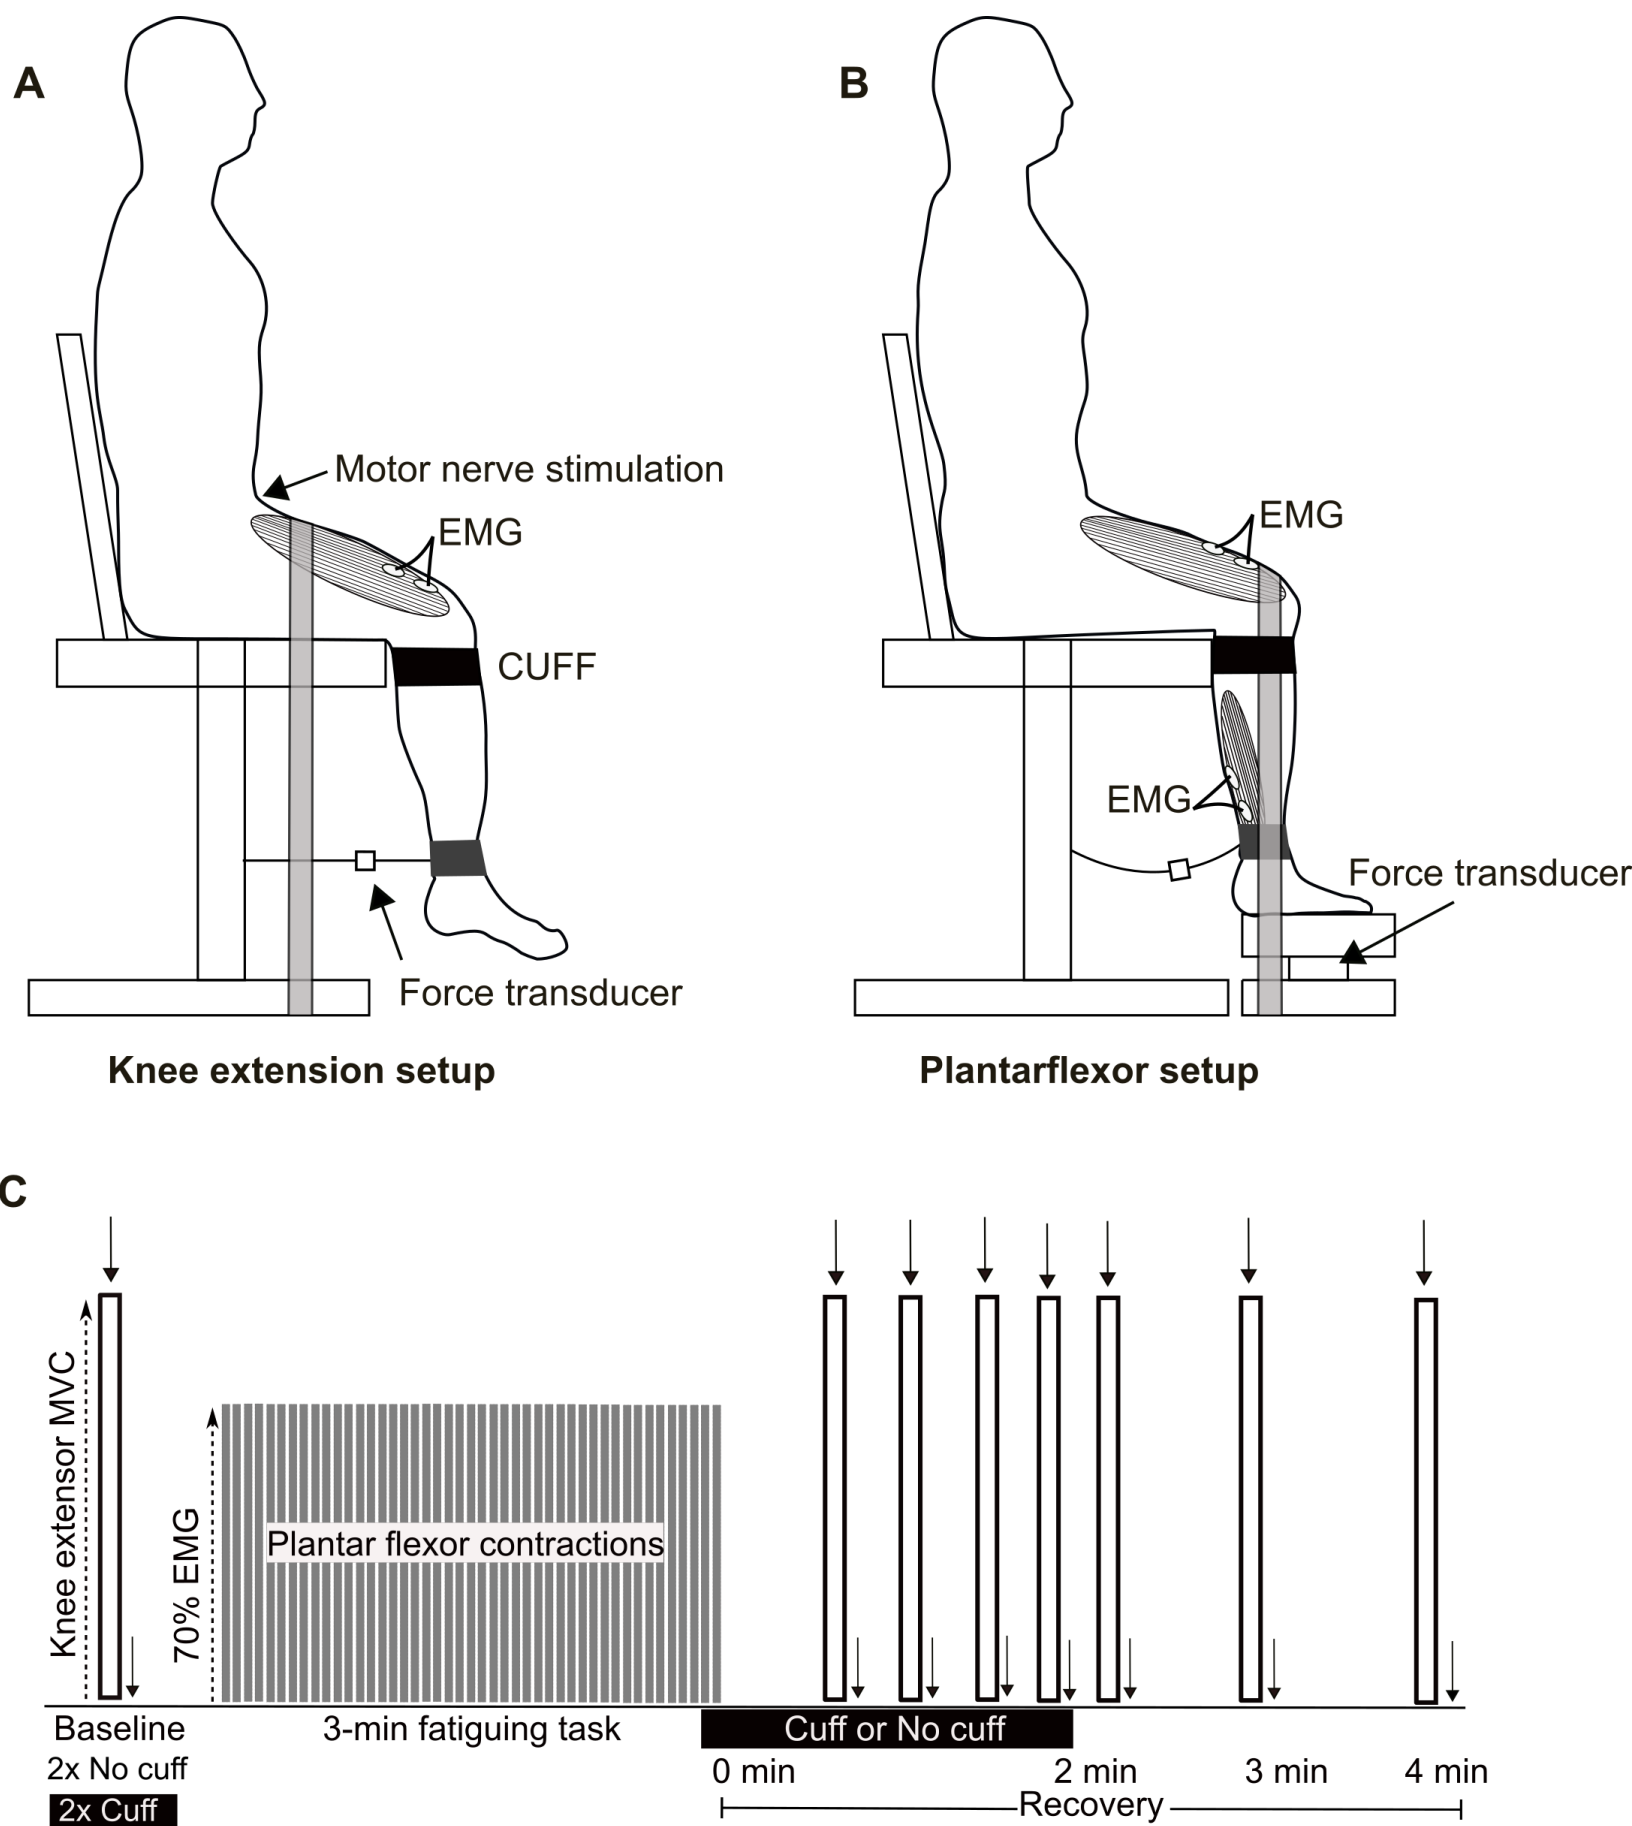 A
B
Motor nerve stimulation
EMG
EMG
CUFF
EMG
Force transducer
Force transducer
Knee extension setup
Plantarflexor setup
C
Knee extensor MVC
70% EMG
Plantar flexor contractions
Baseline
3-min fatiguing task
Cuff or No cuff
2x No cuff
0 min
2 min
3 min
4 min
2x Cuff
Recovery